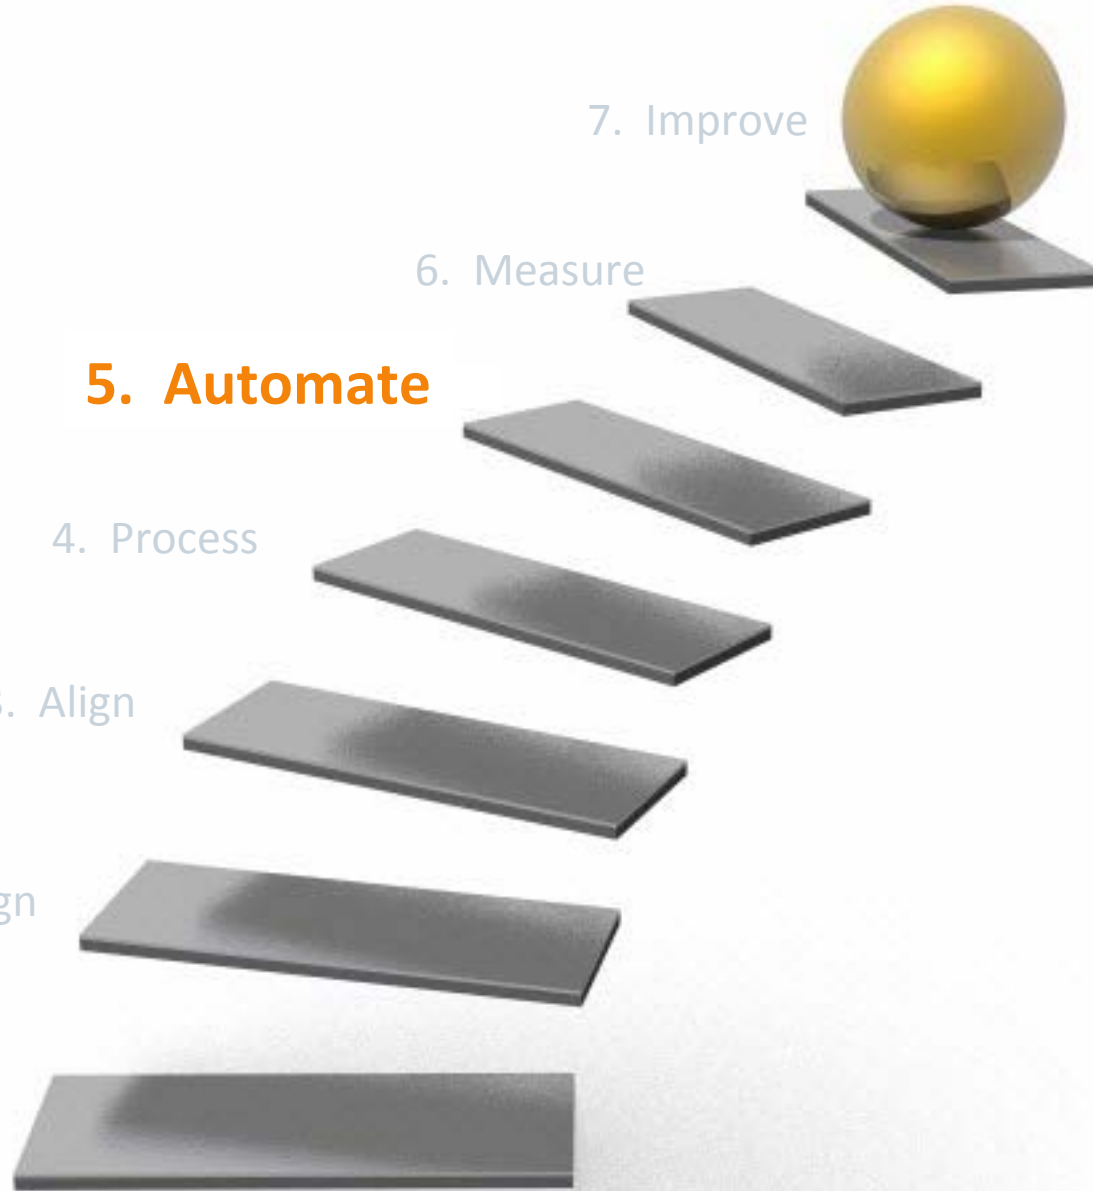 7. Improve
6. Measure
5. Automate
4. Process
. Align